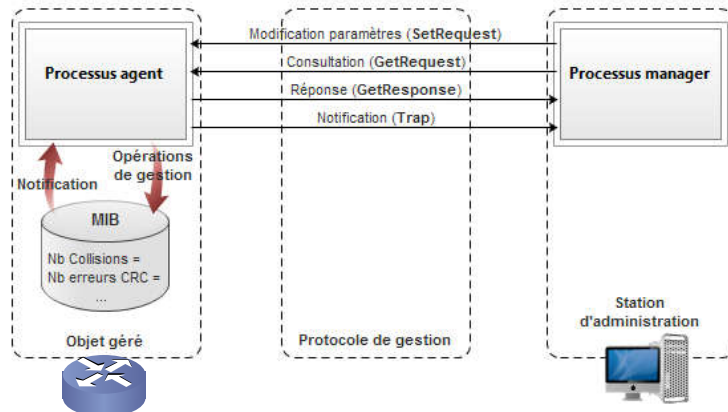 Modification paramètres (SetRequest)
Consultation (GetRequest)
Réponse (GetResponse)
Notification (Trap)
Processus agent
Processus manager
Opérations
de gestion
Notification
MIB
Nb Collisions =
Nb erreurs CRC =
...
Objet géré
Protocole de gestion
Station
d'administration